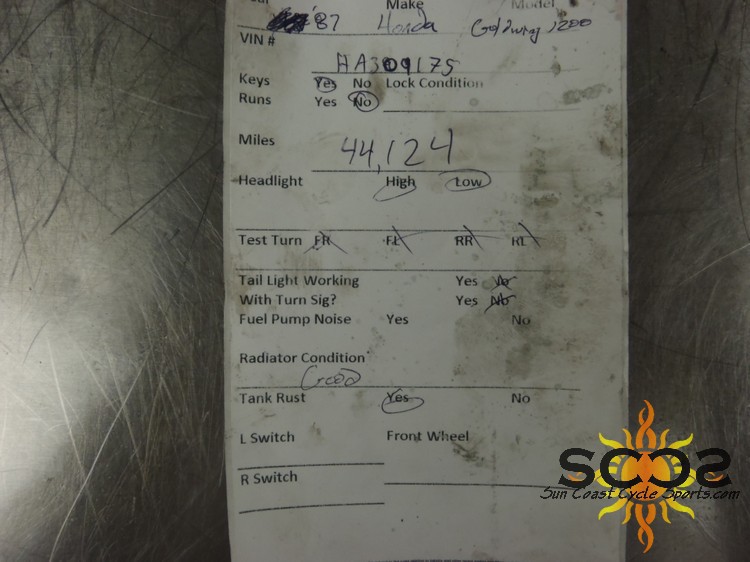 Make Model
'87 Honda Goldwing 1200
VIN #
HA309175
Keys Yes No Lock Condition
Runs Yes No
Miles
44,124
Headlight High Low
Test Turn FR FL RR RL
Tail Light Working Yes No
With Turn Sig? Yes No
Fuel Pump Noise Yes No
Radiator Condition
Good
Tank Rust Yes No
L Switch Front Wheel
R Switch
SCCS
Sun Coast Cycle Sports.com